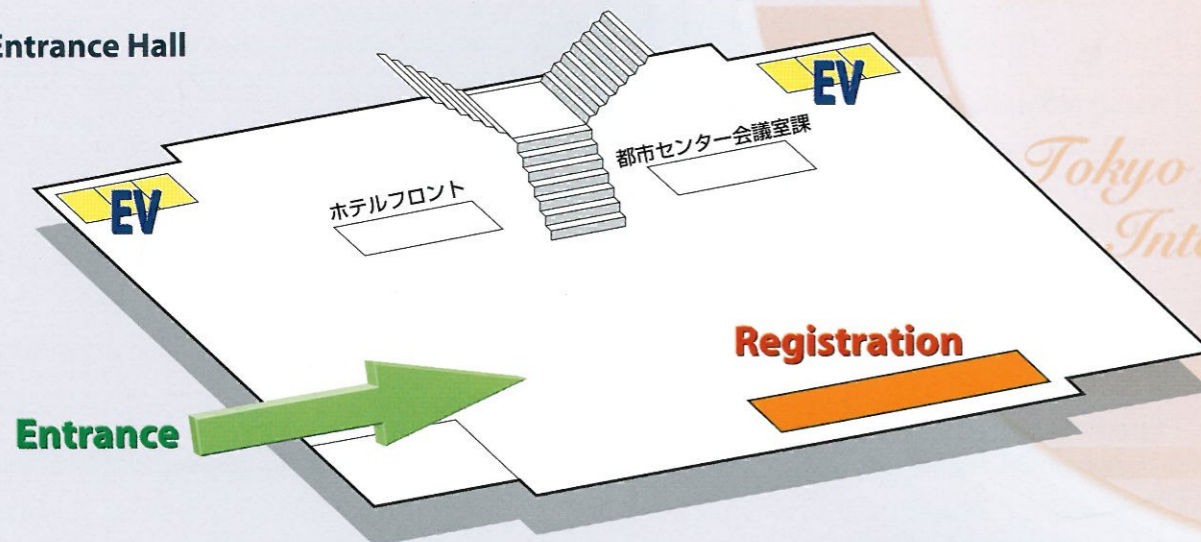 Entrance Hall
EV
都市センター会議室課
Tokyo
EV
ホテルフロント
Registration
Entrance